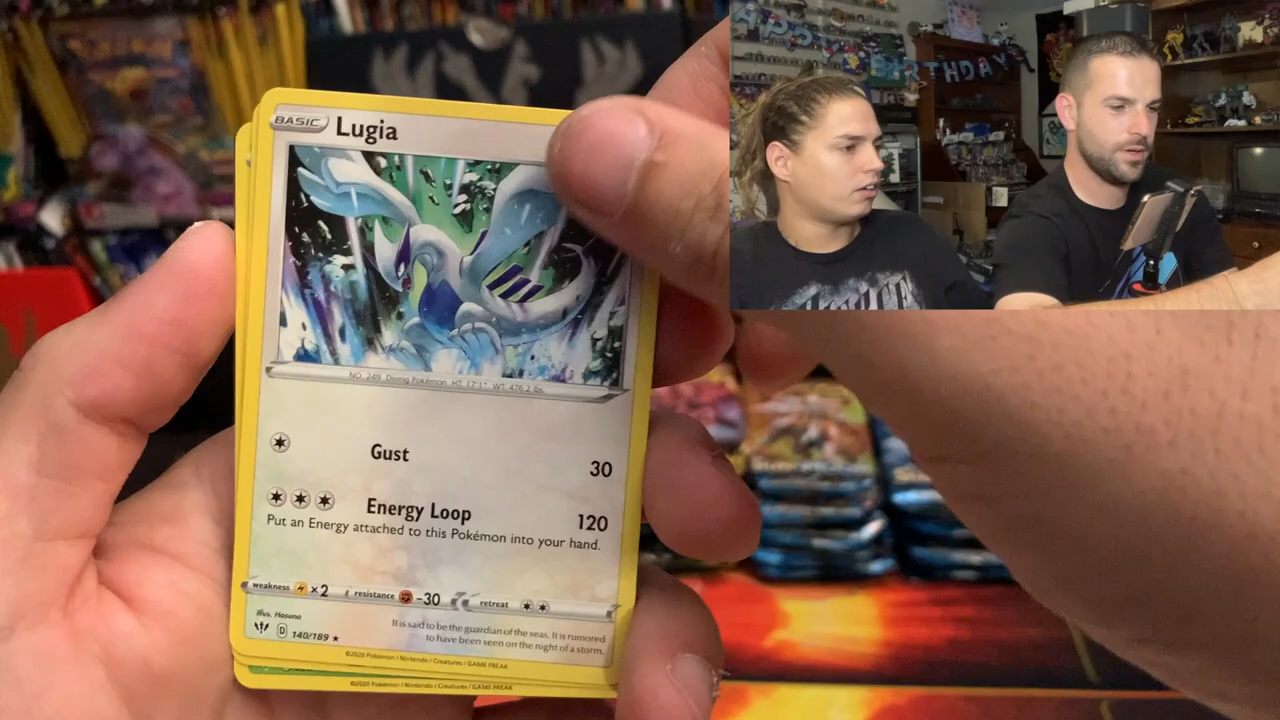 BASIC Lugia
NO. 249 Diving Pokémon. HT. 17'1" WT. 476.2 lbs.
Gust 30
Energy Loop 120
Put an Energy attached to this Pokémon into your hand.
weakness ×2 resistance -30 retreat
Illus. Hasuno
D 140/189 ★
It is said to be the guardian of the seas. It is rumored
to have been seen on the night of a storm.
©2020 Pokémon / Nintendo / Creatures / GAME FREAK
©2020 Pokémon / Nintendo / Creatures / GAME FREAK
BIRTHDAY